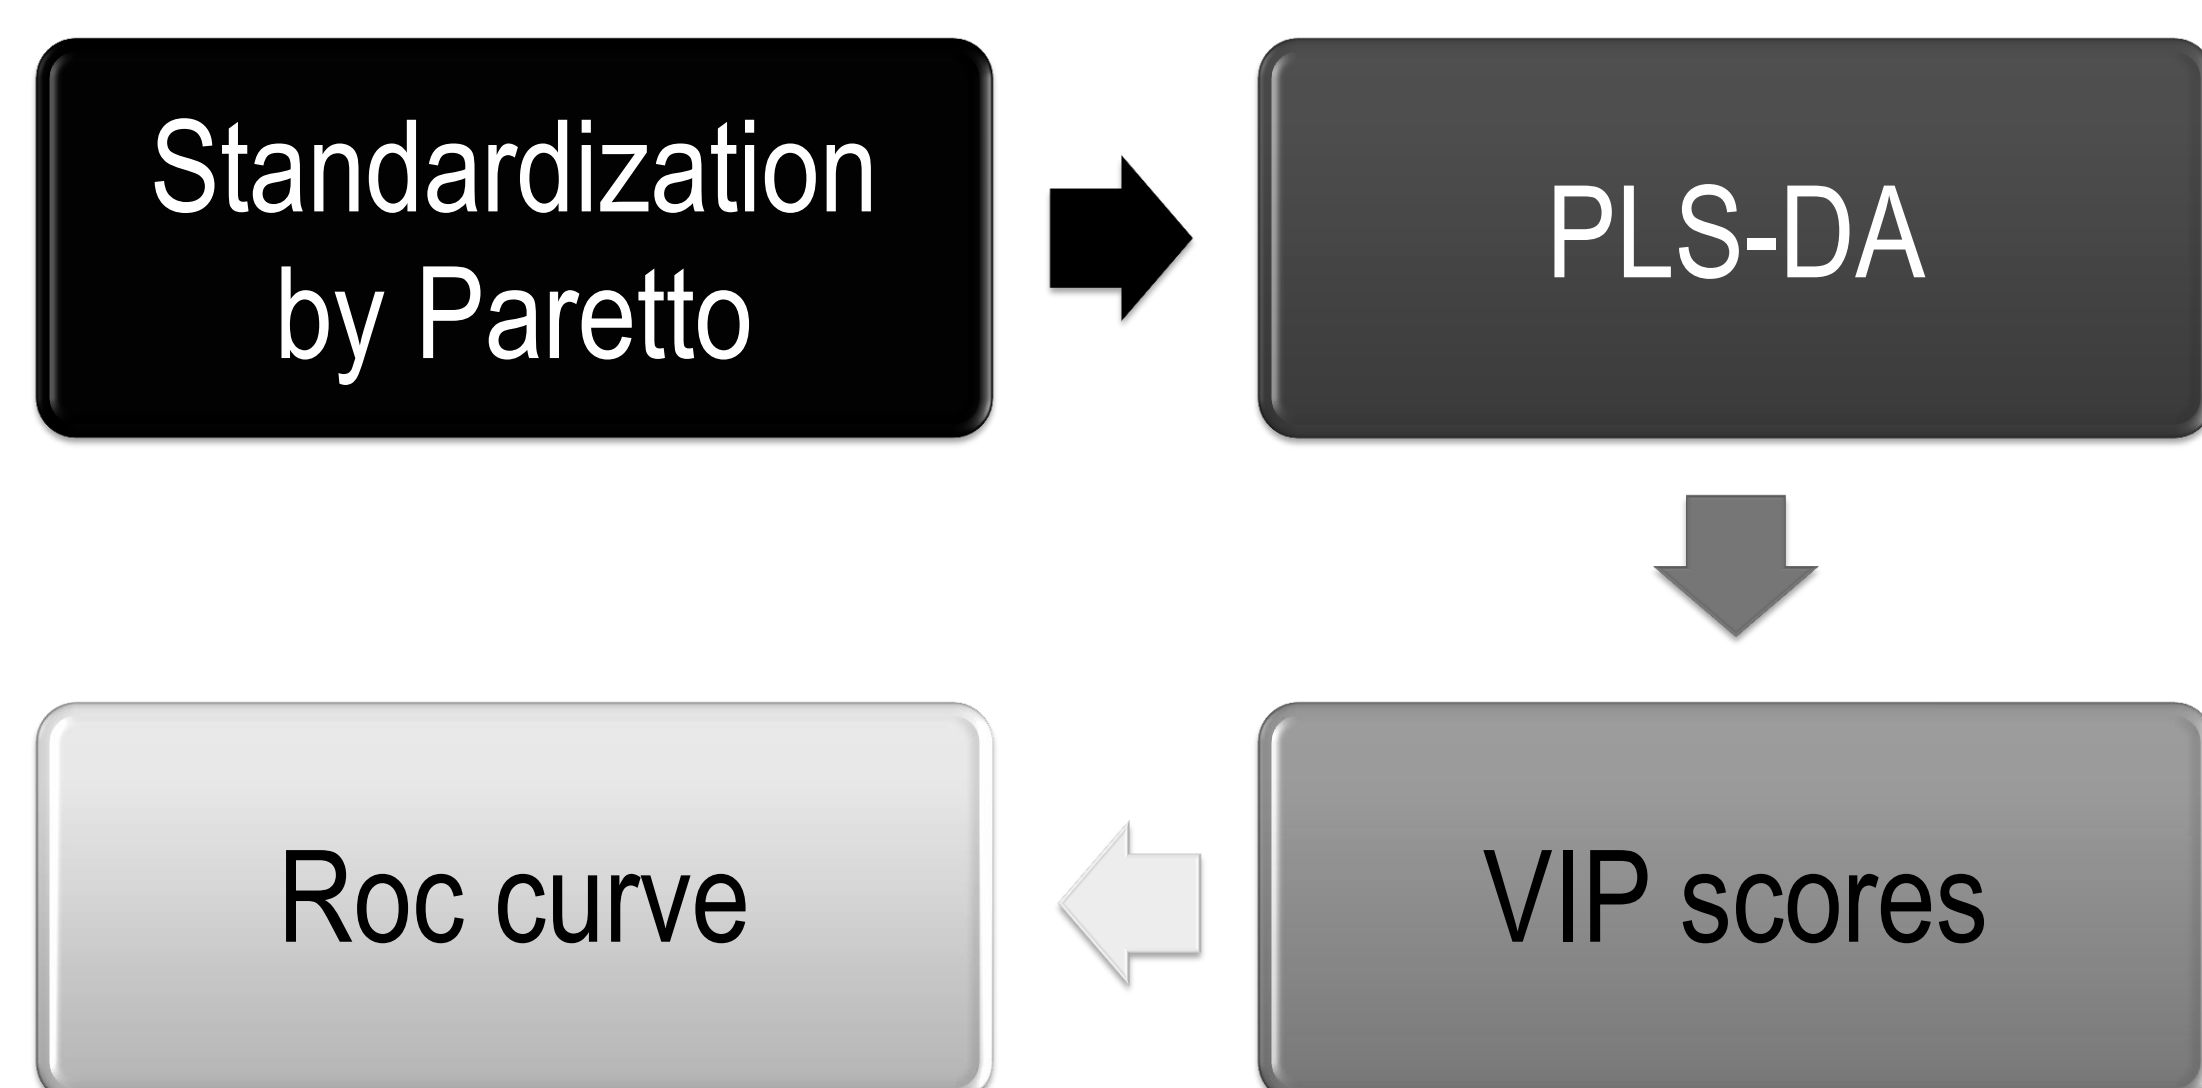 Standardization
by Paretto
PLS-DA
VIP scores
Roc curve